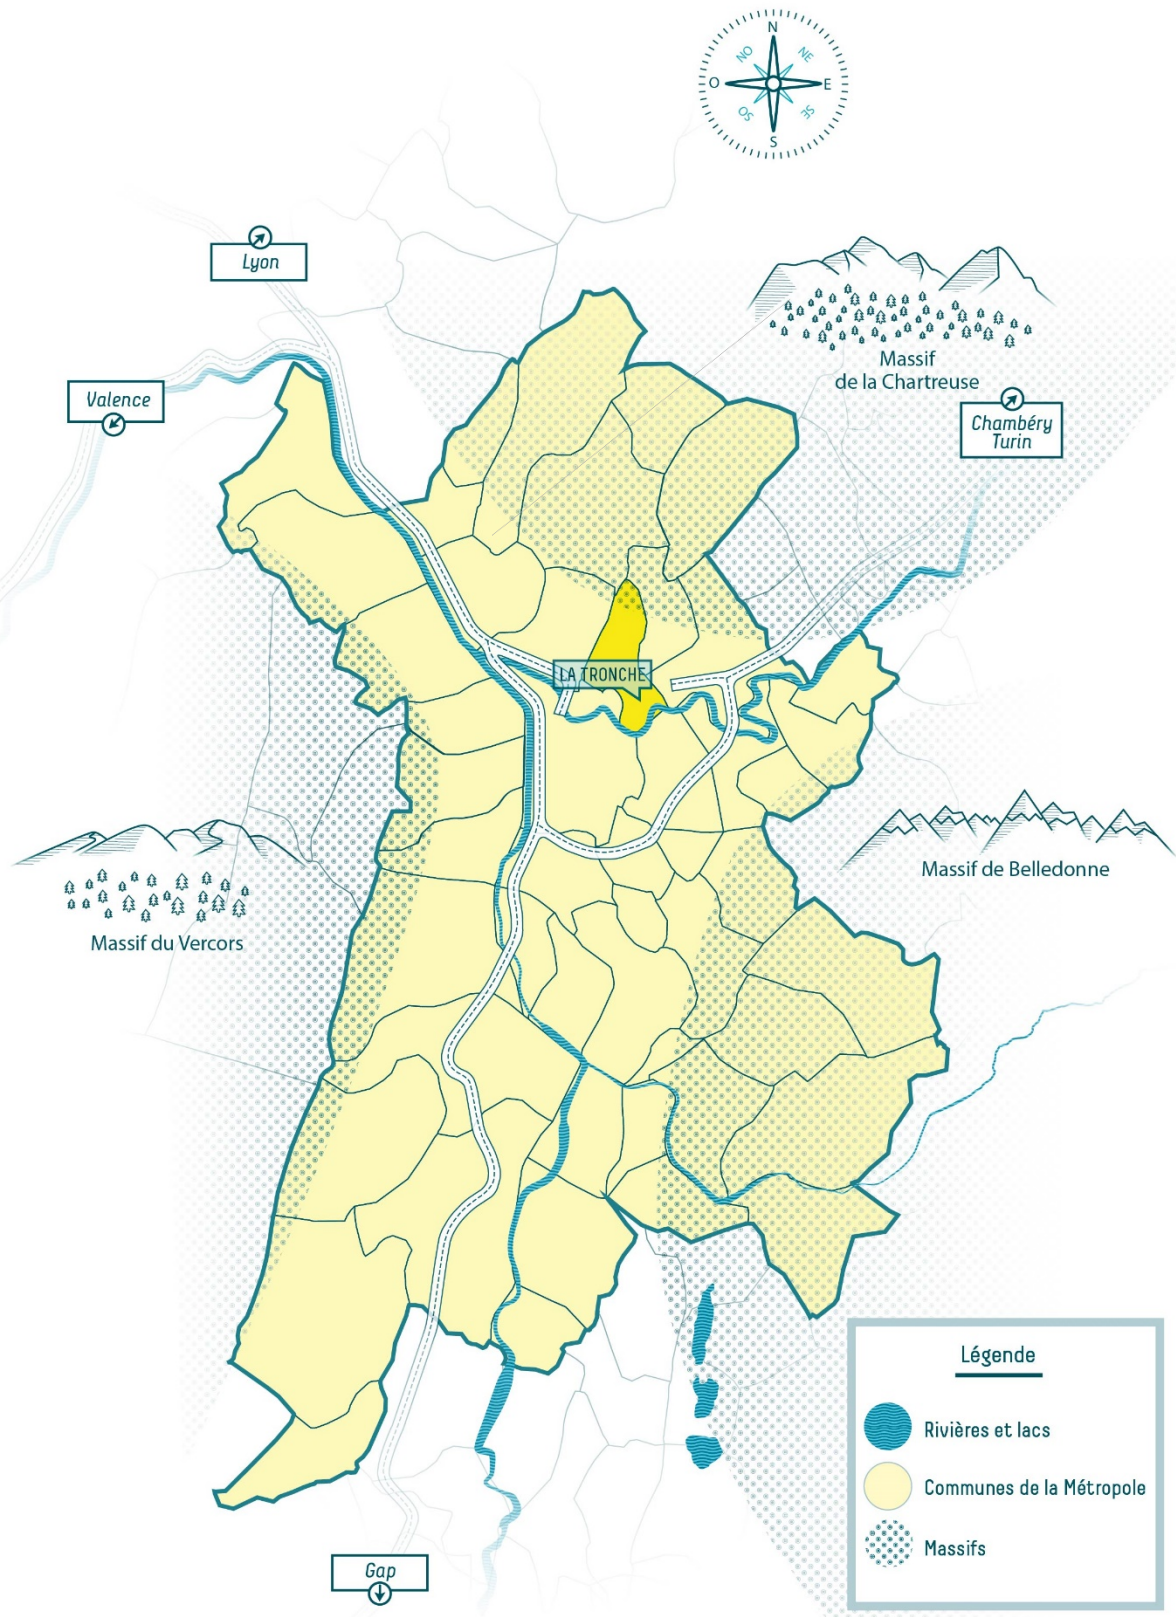 N
NO
NE
O
E
SO
SE
S
Lyon
Massif
de la Chartreuse
Valence
Chambéry
Turin
LA TRONCHE
Massif de Belledonne
Massif du Vercors
Légende
Rivières et lacs
Communes de la Métropole
Massifs
Gap